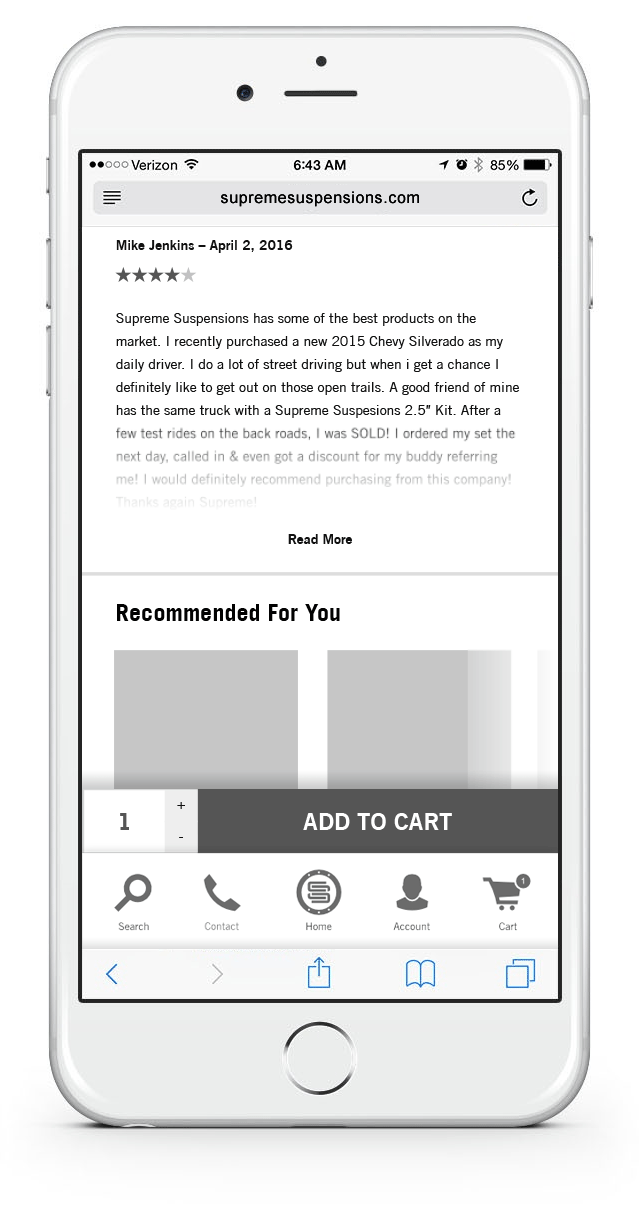 Verizon 6:43 AM 85%
supremesuspensions.com
Mike Jenkins – April 2, 2016
Supreme Suspensions has some of the best products on the
market. I recently purchased a new 2015 Chevy Silverado as my
daily driver. I do a lot of street driving but when i get a chance I
definitely like to get out on those open trails. A good friend of mine
has the same truck with a Supreme Suspesions 2.5″ Kit. After a
few test rides on the back roads, I was SOLD! I ordered my set the
next day, called in & even got a discount for my buddy referring
me! I would definitely recommend purchasing from this company!
Thanks again Supreme!
Read More
Recommended For You
1 + - ADD TO CART
1
Search Contact Home Account Cart